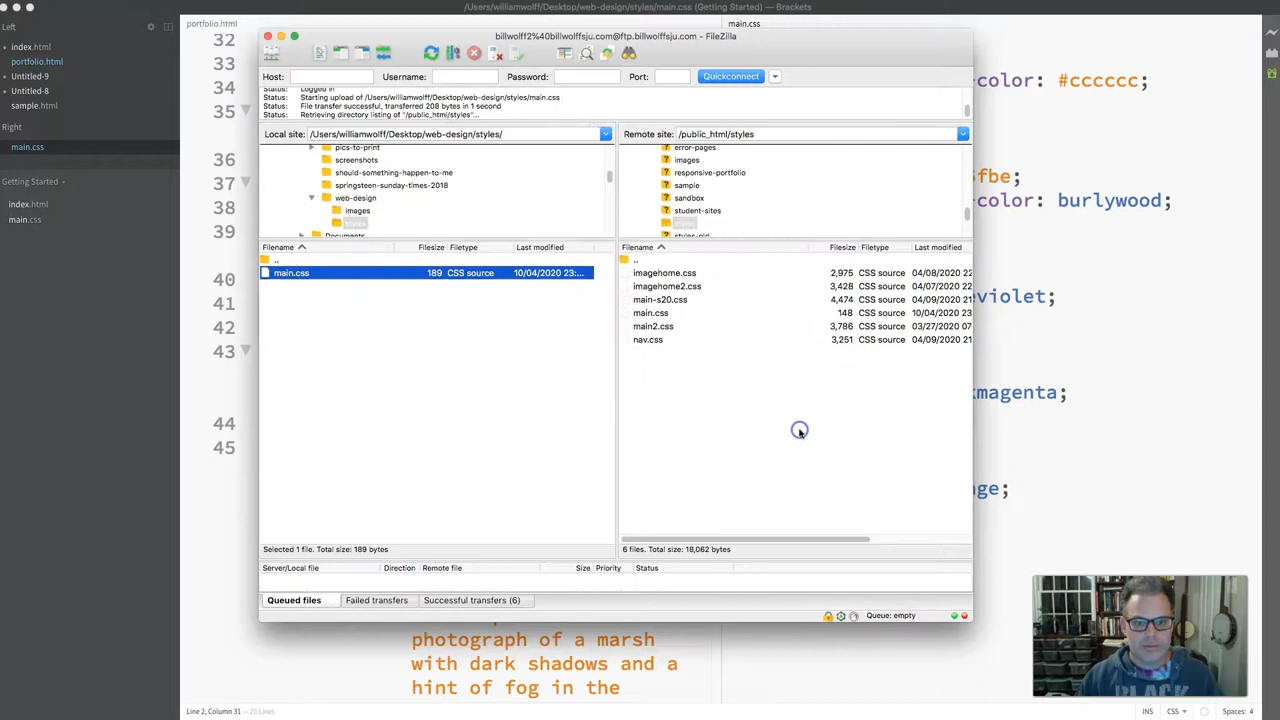 /Users/williamwolff/Desktop/web-design/styles/main.css (Getting Started) — Brackets
portfolio.html
main.css
Left
index.html
portfolio.html
Untitled-9
Untitled-8
sample.html
Right
main.css
Getting Started
index.html
main.css
32
33
34
35
36
37
38
39
40
41
42
43
44
45
-color: #cccccc;
fbe;
-color: burlywood;
violet;
magenta;
ge;
photograph of a marsh
with dark shadows and a
hint of fog in the
billwolff2%40billwolffsju.com@ftp.billwolffsju.com - FileZilla
Host: Username: Password: Port: Quickconnect
Status: Logged in
Status: Starting upload of /Users/williamwolff/Desktop/web-design/styles/main.css
Status: File transfer successful, transferred 208 bytes in 1 second
Status: Retrieving directory listing of "/public_html/styles"...
Local site: /Users/williamwolff/Desktop/web-design/styles/
pics-to-print
screenshots
should-something-happen-to-me
springsteen-sunday-times-2018
web-design
images
styles
Documents
Remote site: /public_html/styles
error-pages
images
responsive-portfolio
sample
sandbox
student-sites
styles
styles-old
Filename Filesize Filetype Last modified
..
main.css 189 CSS source 10/04/2020 23:...
Selected 1 file. Total size: 189 bytes
Filename Filesize Filetype Last modified
..
imagehome.css 2,975 CSS source 04/08/2020 22
imagehome2.css 3,428 CSS source 04/07/2020 22
main-s20.css 4,474 CSS source 04/09/2020 21
main.css 148 CSS source 10/04/2020 23
main2.css 3,786 CSS source 03/27/2020 07
nav.css 3,251 CSS source 04/09/2020 21
6 files. Total size: 18,062 bytes
Server/Local file Direction Remote file Size Priority Status
Queued files Failed transfers Successful transfers (6)
Queue: empty
BLACK
Line 2, Column 31 — 28 Lines
INS CSS Spaces: 4